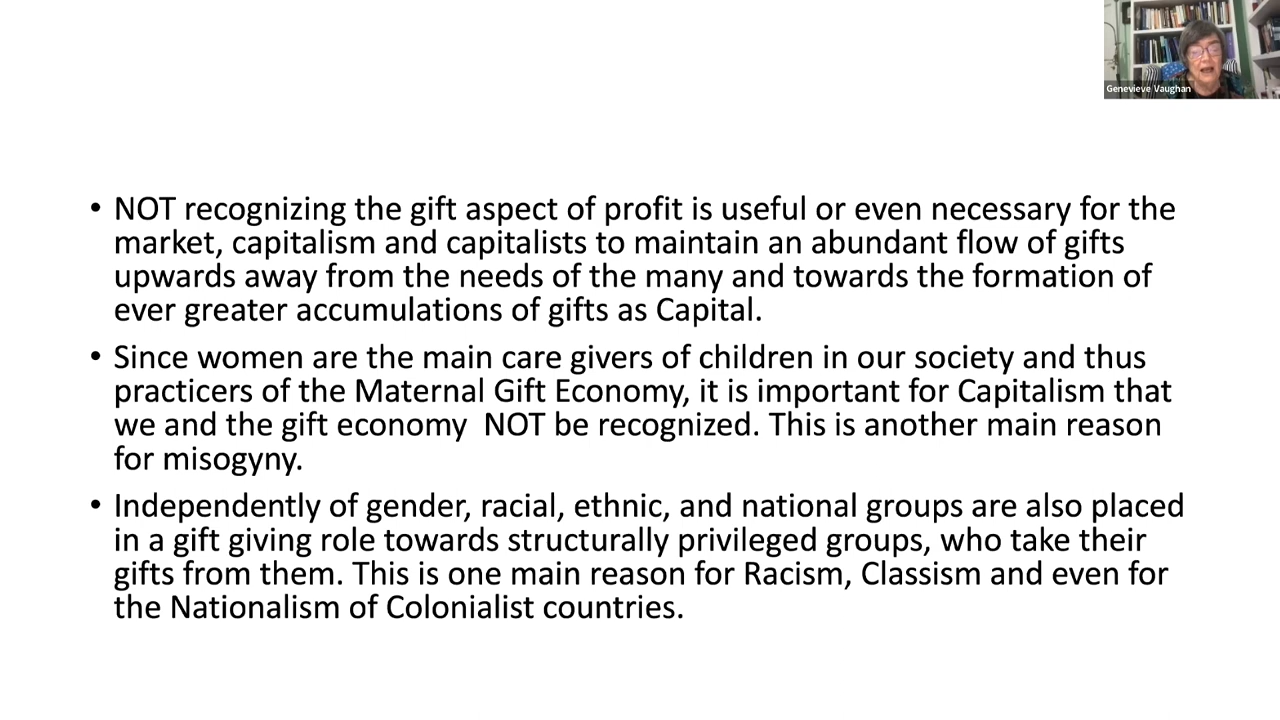 Genevieve Vaughan
• NOT recognizing the gift aspect of profit is useful or even necessary for the
market, capitalism and capitalists to maintain an abundant flow of gifts
upwards away from the needs of the many and towards the formation of
ever greater accumulations of gifts as Capital.
• Since women are the main care givers of children in our society and thus
practicers of the Maternal Gift Economy, it is important for Capitalism that
we and the gift economy  NOT be recognized. This is another main reason
for misogyny.
• Independently of gender, racial, ethnic, and national groups are also placed
in a gift giving role towards structurally privileged groups, who take their
gifts from them. This is one main reason for Racism, Classism and even for
the Nationalism of Colonialist countries.